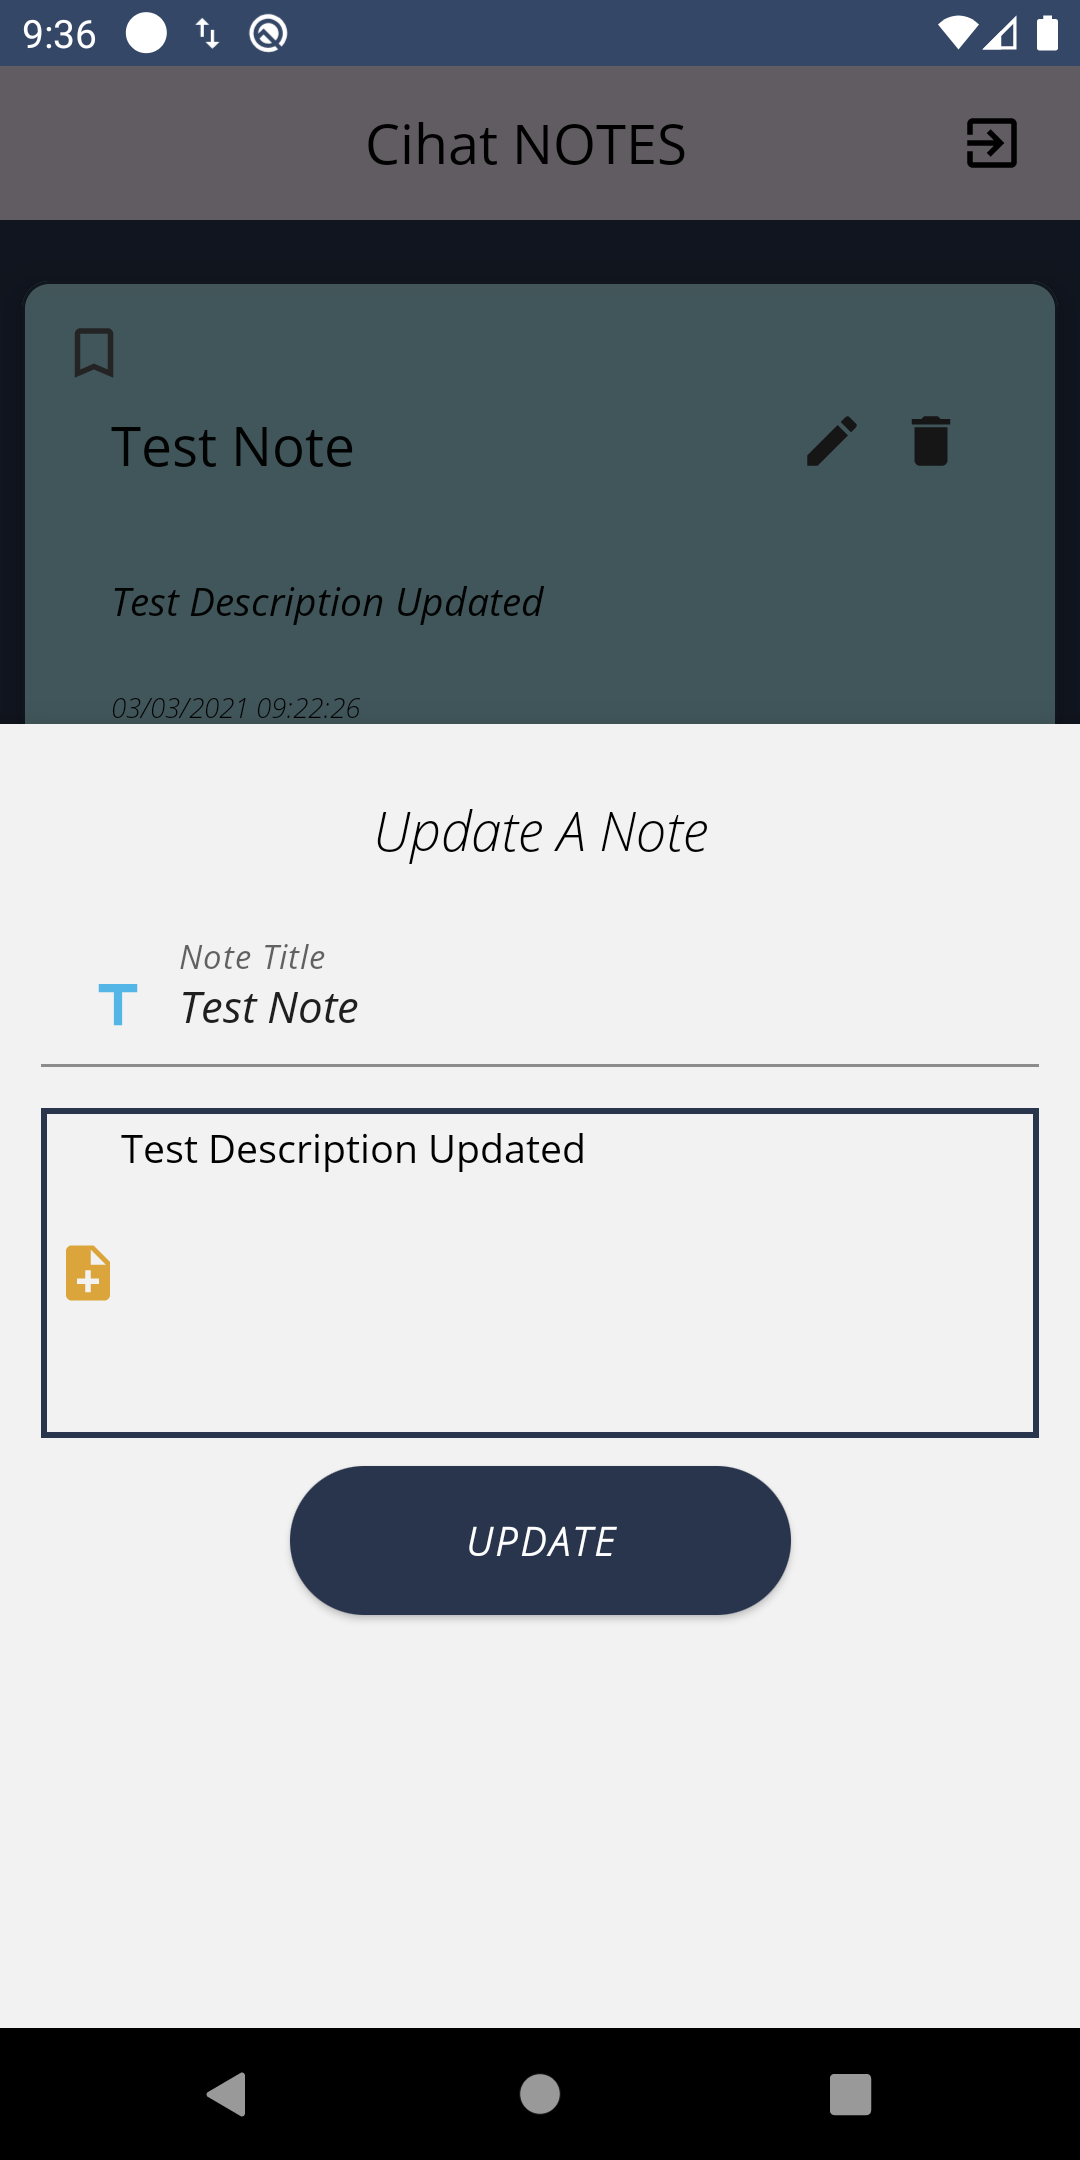 9:36
Cihat NOTES
Test Note
Test Description Updated
03/03/2021 09:22:26
Update A Note
Note Title
Test Note
Test Description Updated
UPDATE